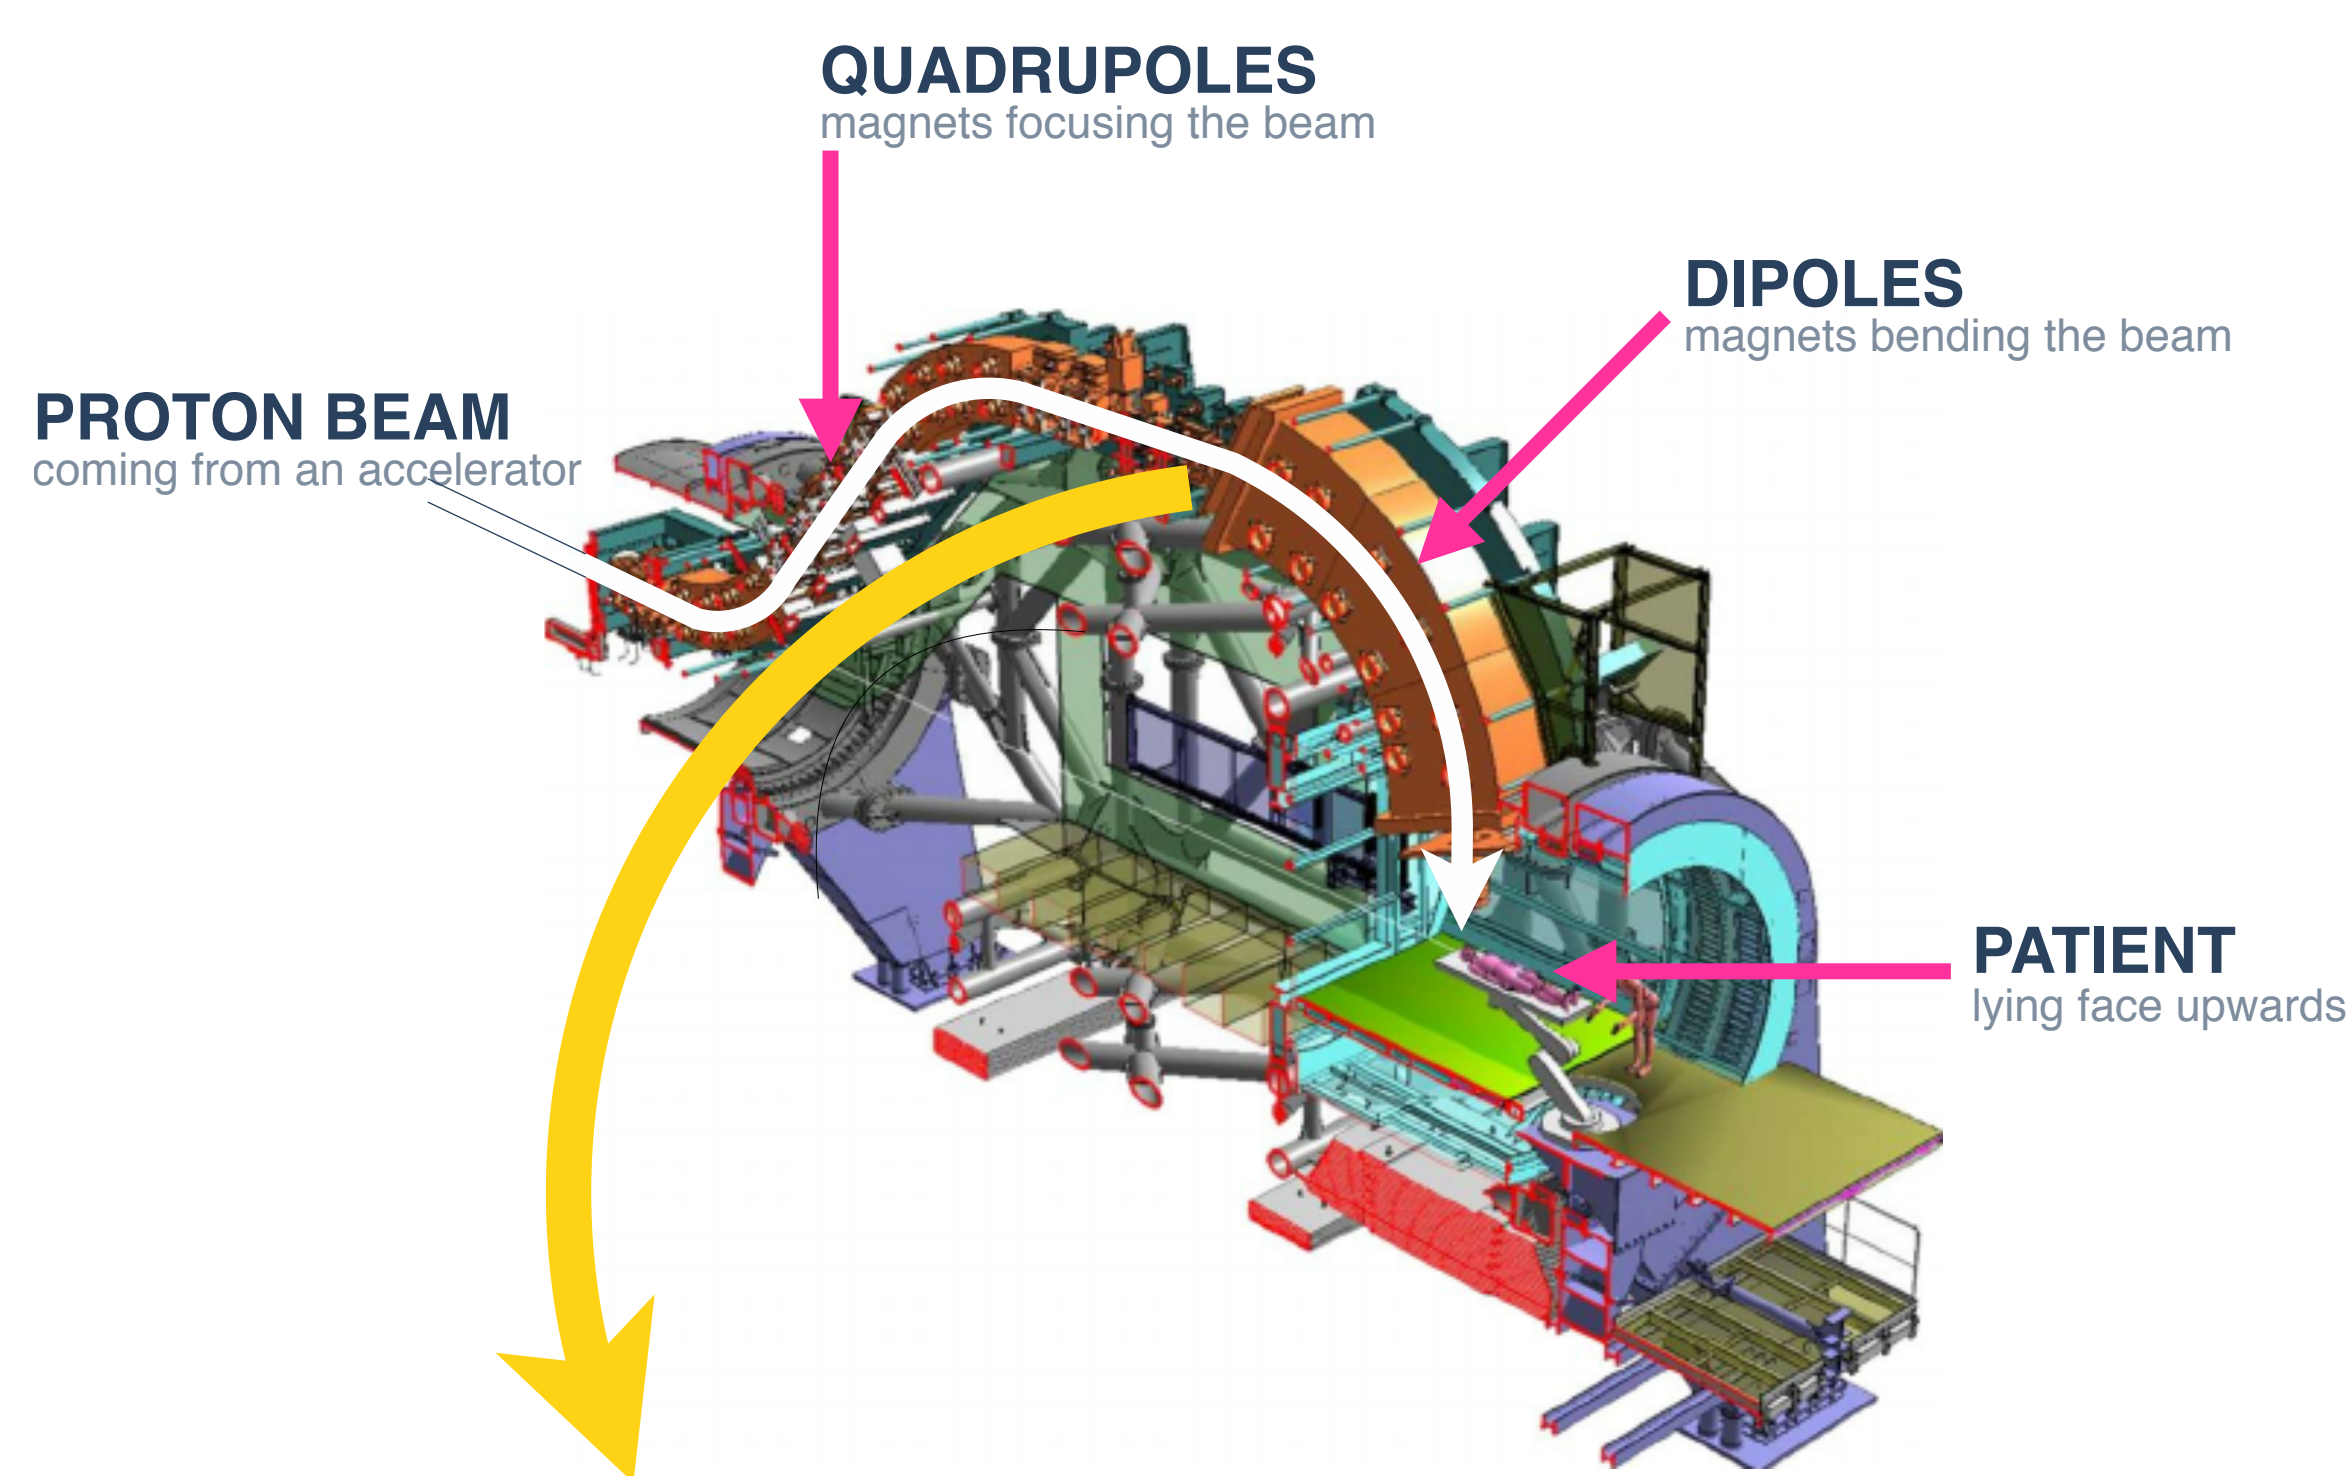 QUADRUPOLES
magnets focusing the beam
DIPOLES
magnets bending the beam
PROTON BEAM
coming from an accelerator
PATIENT
lying face upwards